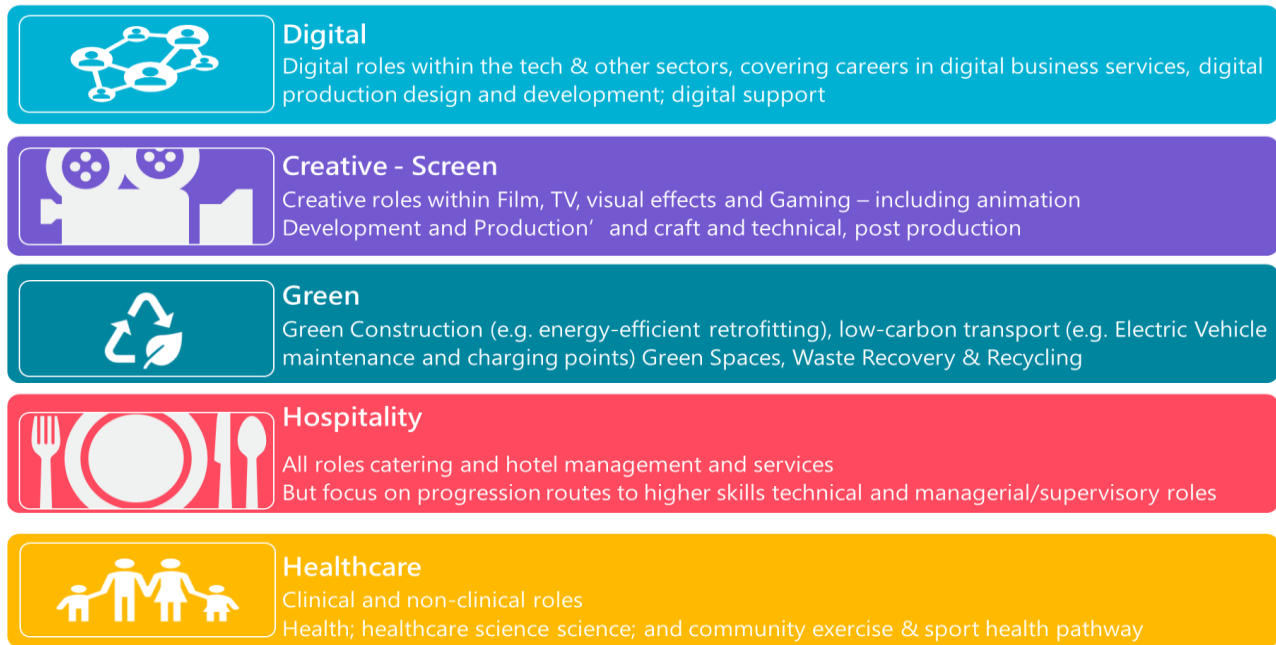 Digital
Digital roles within the tech & other sectors, covering careers in digital business services, digital
production design and development; digital support
Creative - Screen
Creative roles within Film, TV, visual effects and Gaming – including animation
Development and Production’ and craft and technical, post production
Green
Green Construction (e.g. energy-efficient retrofitting), low-carbon transport (e.g. Electric Vehicle
maintenance and charging points) Green Spaces, Waste Recovery & Recycling
Hospitality
All roles catering and hotel management and services
But focus on progression routes to higher skills technical and managerial/supervisory roles
Healthcare
Clinical and non-clinical roles
Health; healthcare science science; and community exercise & sport health pathway